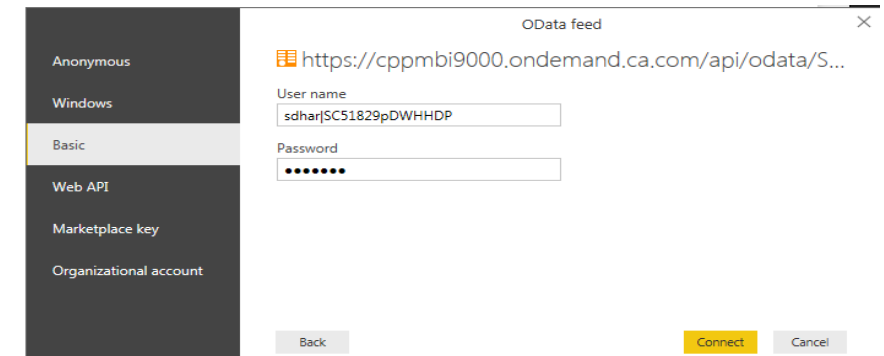 OData feed
Anonymous
Windows
Basic
Web API
Marketplace key
Organizational account
https://cppmbi9000.ondemand.ca.com/api/odata/S...
User name
sdhar|SC51829pDWHHDP
Password
•••••••
Back
Connect
Cancel